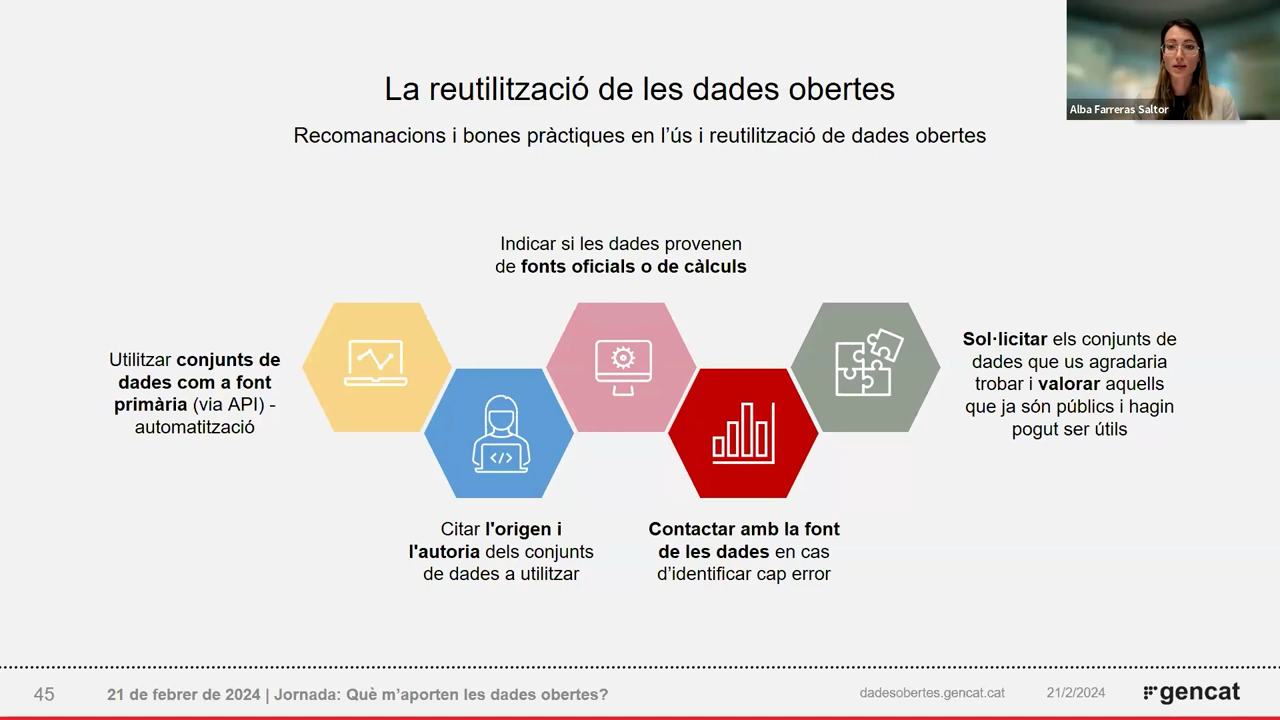 La reutilització de les dades obertes
Recomanacions i bones pràctiques en l'ús i reutilització de dades obertes
Alba Farreras Saltor
Indicar si les dades provenen
de fonts oficials o de càlculs
Utilitzar conjunts de
dades com a font
primària (via API) -
automatització
Sol·licitar els conjunts de
dades que us agradaria
trobar i valorar aquells
que ja són públics i hagin
pogut ser útils
</>
Citar l'origen i
l'autoria dels conjunts
de dades a utilitzar
Contactar amb la font
de les dades en cas
d'identificar cap error
45
21 de febrer de 2024 | Jornada: Què m'aporten les dades obertes?
dadesobertes.gencat.cat
21/2/2024
gencat